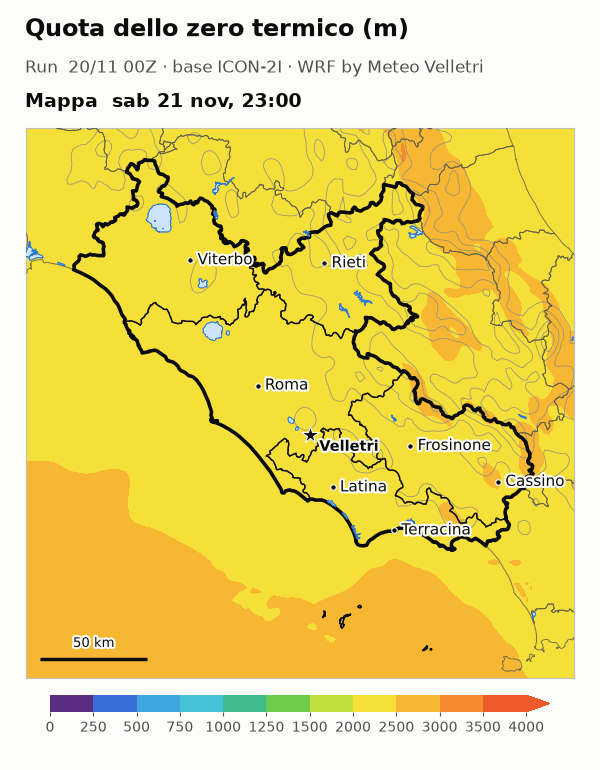 Quota dello zero termico (m)
Run  20/11 00Z · base ICON-2I · WRF by Meteo Velletri
Mappa  sab 21 nov, 23:00
Viterbo
Rieti
Roma
Velletri
Frosinone
Cassino
Latina
Terracina
50 km
0 250 500 750 1000 1250 1500 2000 2500 3000 3500 4000